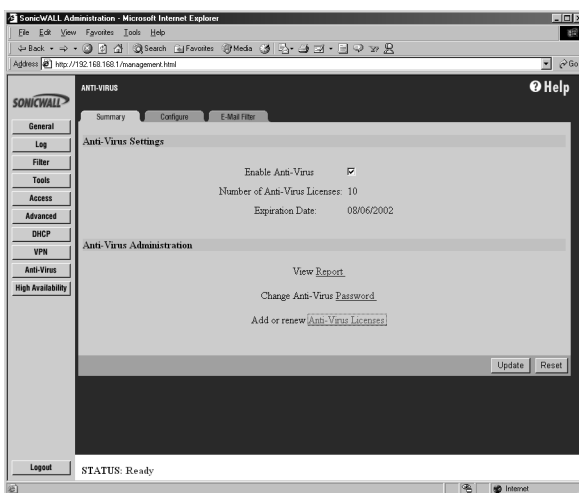 SonicWALL Administration - Microsoft Internet Explorer
File Edit View Favorites Tools Help
Back Search Favorites Media
Address http://192.168.168.1/management.html Go
SONICWALL
ANTI-VIRUS
Help
Summary Configure E-Mail Filter
General
Log
Filter
Tools
Access
Advanced
DHCP
VPN
Anti-Virus
High Availability
Logout
Anti-Virus Settings
Enable Anti-Virus
Number of Anti-Virus Licenses: 10
Expiration Date: 08/06/2002
Anti-Virus Administration
View Report
Change Anti-Virus Password
Add or renew Anti-Virus Licenses
Update Reset
STATUS: Ready
Internet